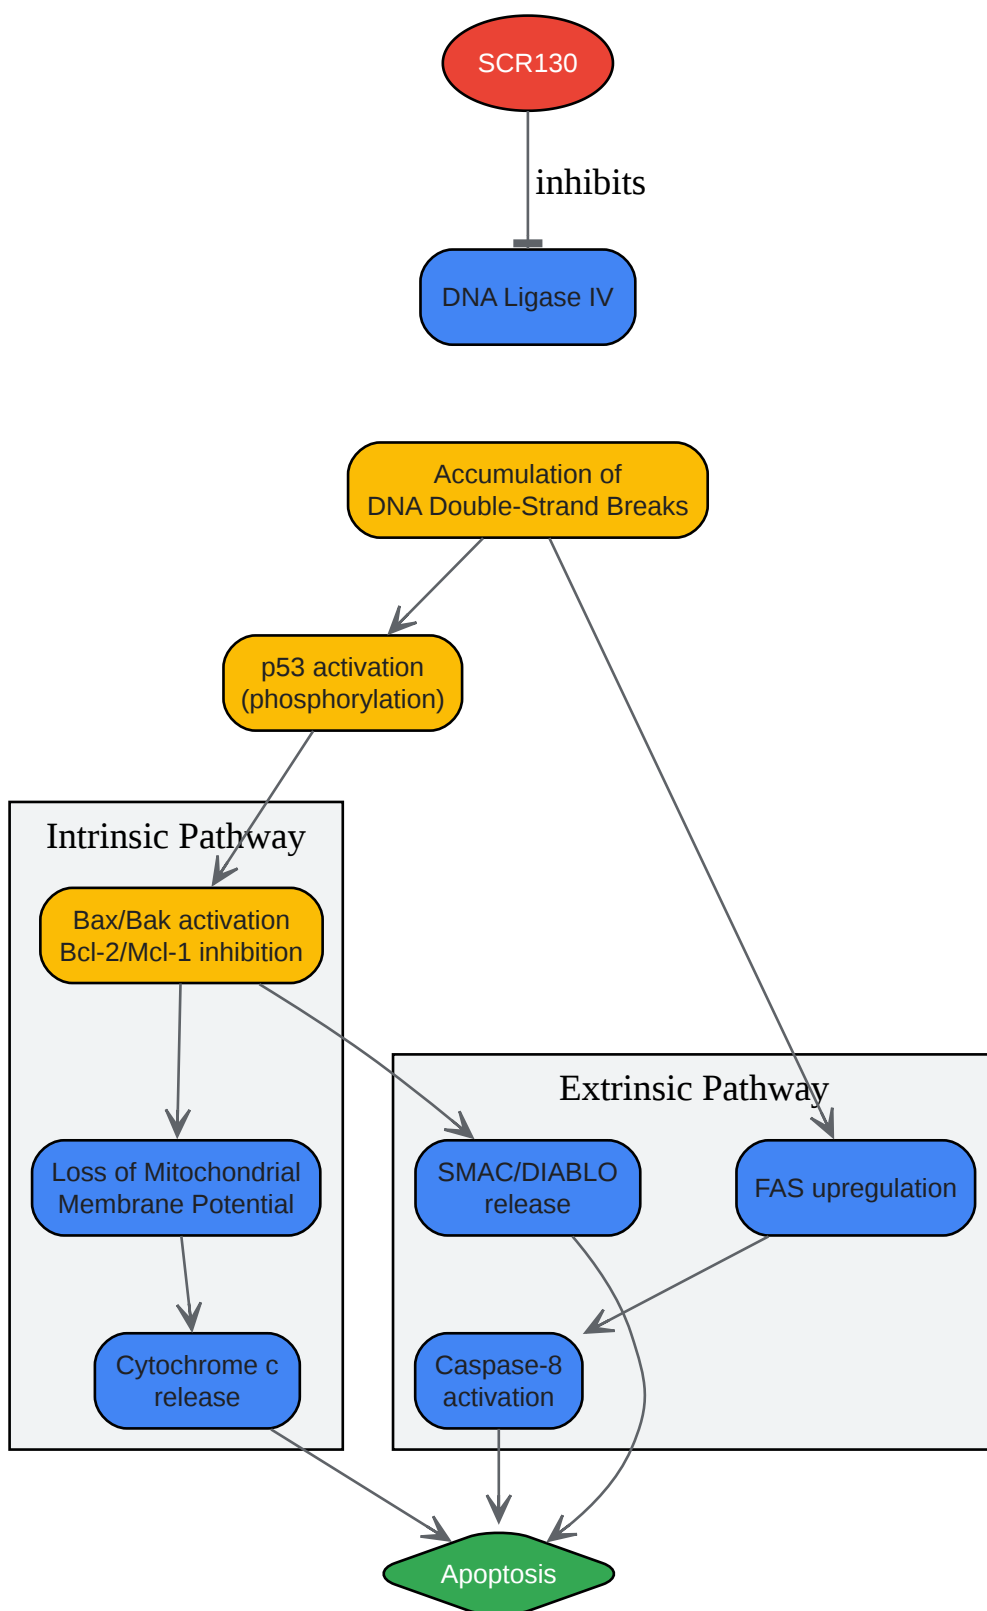 SCR130
inhibits
DNA Ligase IV
Accumulation of
DNA Double-Strand Breaks
p53 activation
(phosphorylation)
Intrinsic Pathway
Bax/Bak activation
Bcl-2/Mcl-1 inhibition
Extrinsic Pathway
Loss of Mitochondrial
Membrane Potential
SMAC/DIABLO
release
FAS upregulation
Cytochrome c
release
Caspase-8
activation
Apoptosis